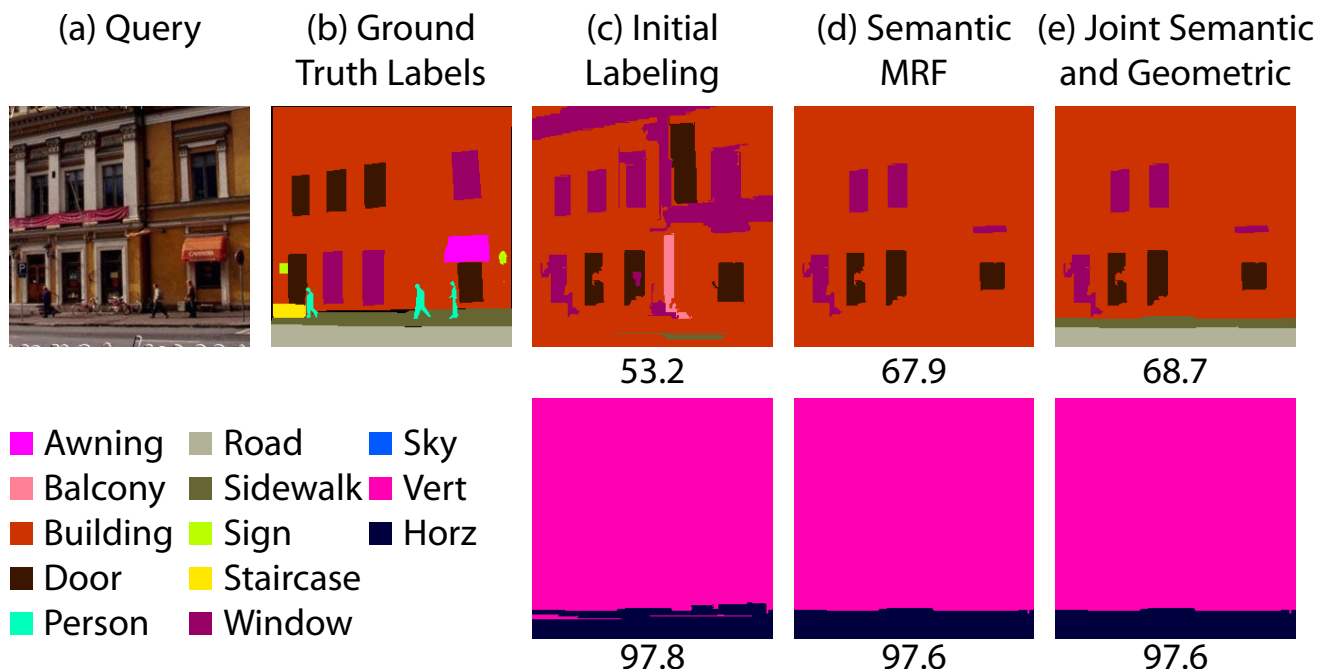 (a) Query
(b) Ground
Truth Labels
(c) Initial
Labeling
(d) Semantic
MRF
(e) Joint Semantic
and Geometric
53.2
67.9
68.7
Awning
Balcony
Building
Door
Person
Road
Sidewalk
Sign
Staircase
Window
Sky
Vert
Horz
97.8
97.6
97.6